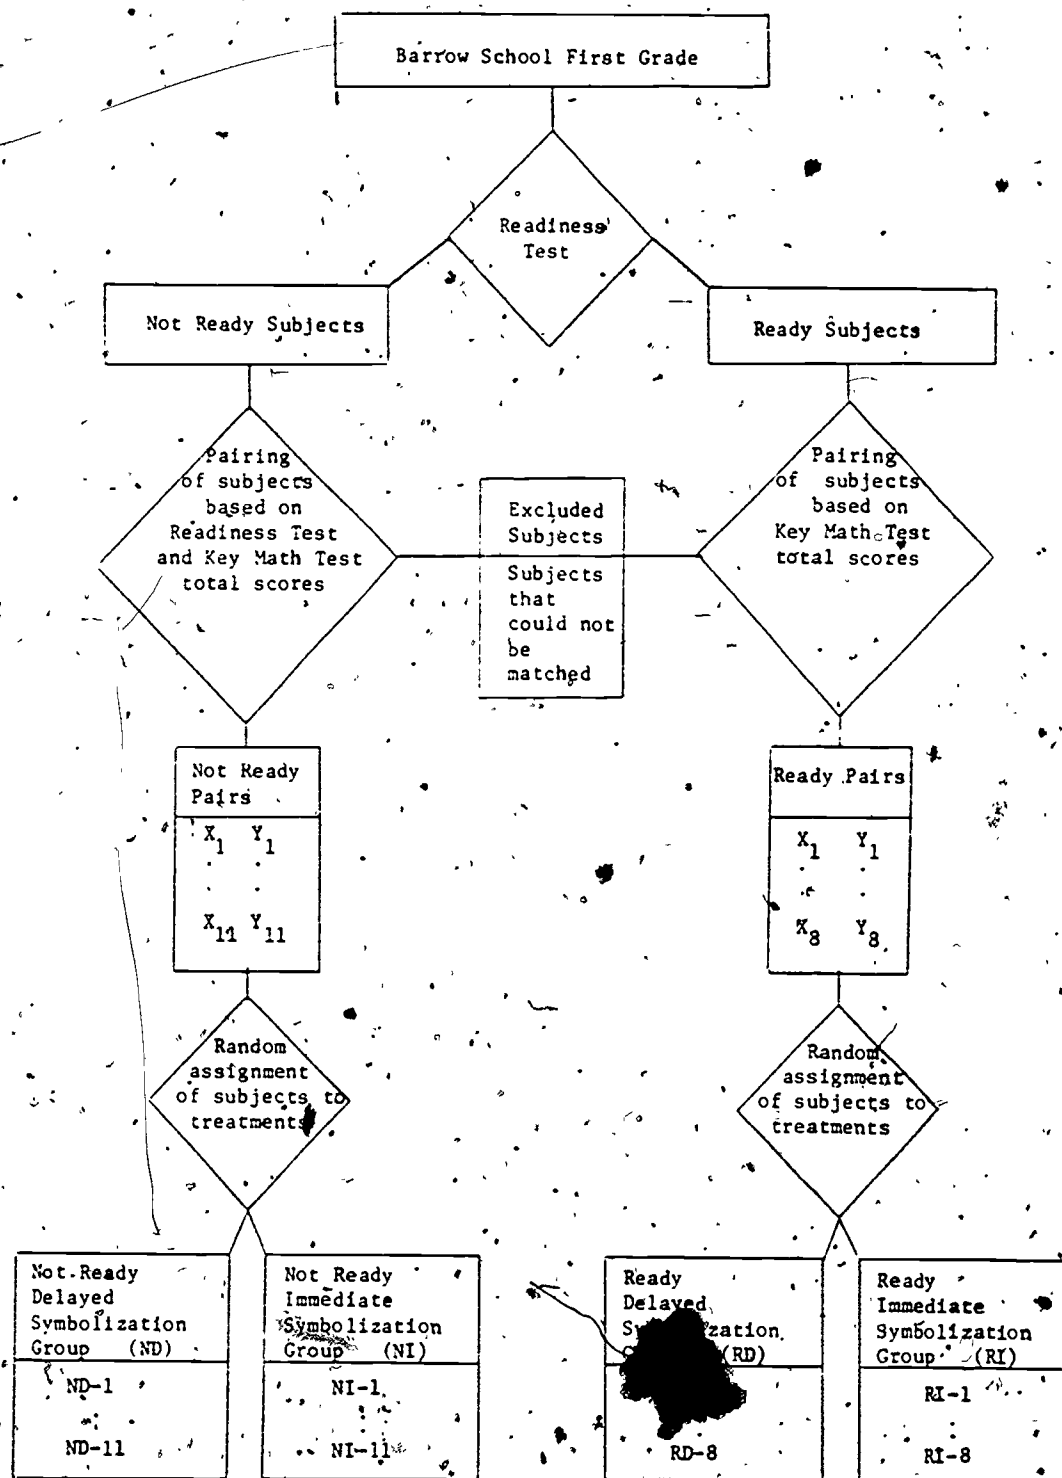 Barrow School First Grade
Readiness
Test
Not Ready Subjects
Ready Subjects
Pairing
of subjects
based on
Readiness Test
and Key Math Test
total scores
Excluded
Subjects
Subjects
that
could not
be
matched
Pairing
of subjects
based on
Key Math Test
total scores
Not Ready
Pairs
X1 Y1
. .
. .
X11 Y11
Ready Pairs
X1 Y1
. .
. .
X8 Y8
Random
assignment
of subjects to
treatments
Random
assignment
of subjects to
treatments
Not Ready
Delayed
Symbolization
Group (ND)
ND-1
:
ND-11
Not Ready
Immediate
Symbolization
Group (NI)
NI-1
:
NI-11
Ready
Delayed
(RD)
RD-8
Ready
Immediate
Symbolization
Group (RI)
RI-1
:
RI-8